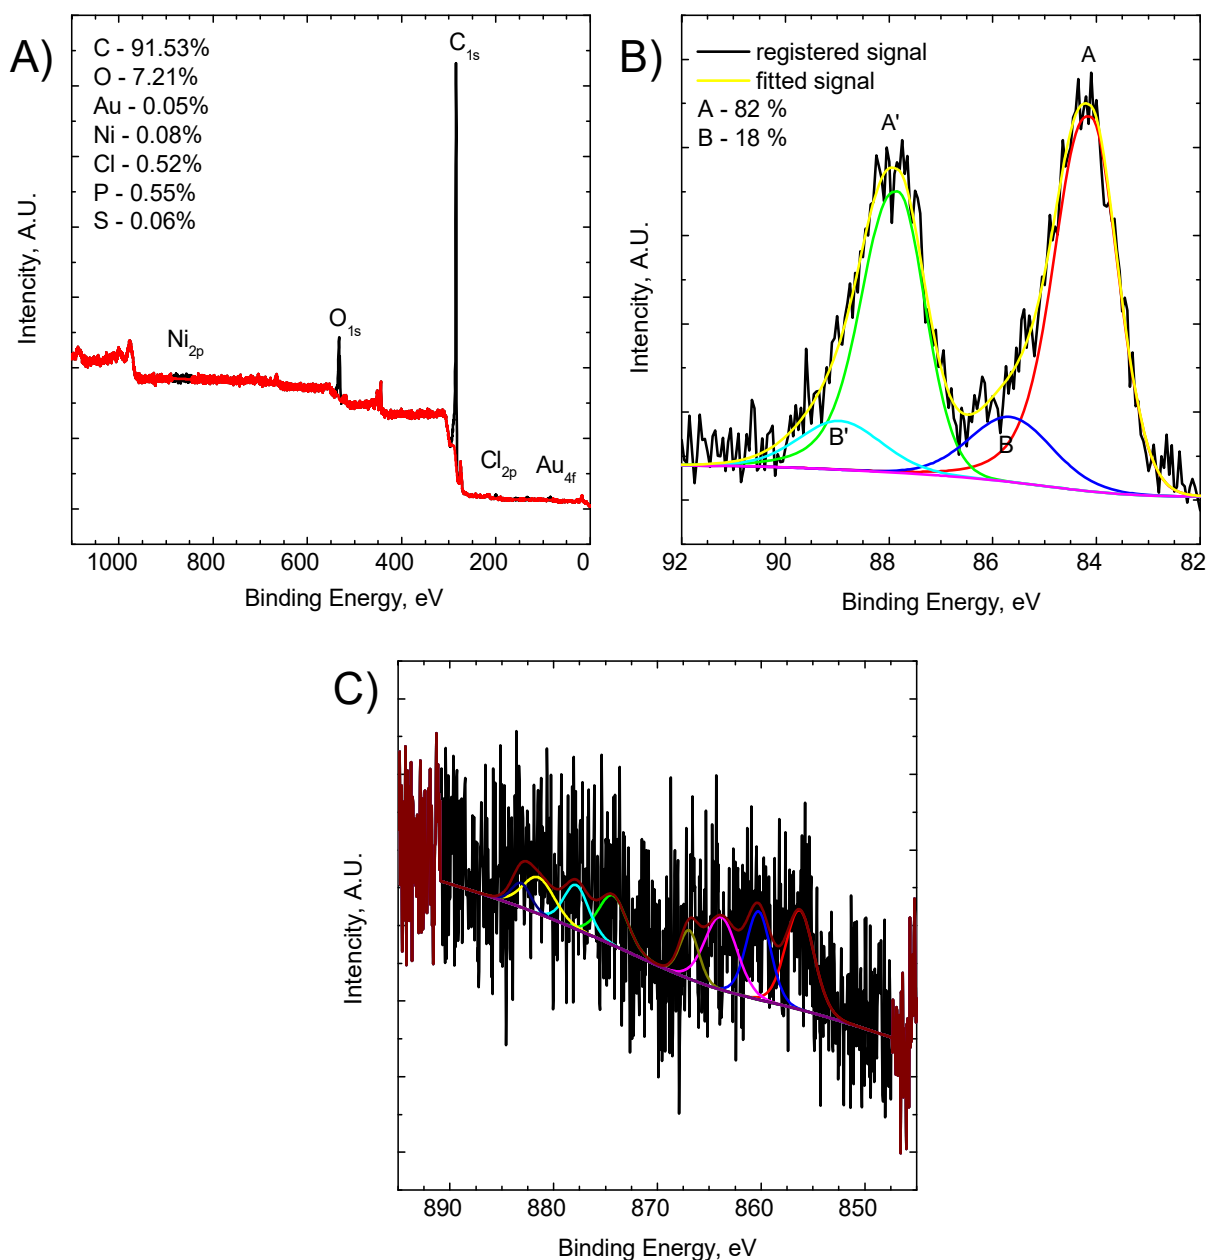 A)
C - 91.53%
O - 7.21%
Au - 0.05%
Ni - 0.08%
Cl - 0.52%
P - 0.55%
S - 0.06%
C1s
O1s
Ni2p
Cl2p
Au4f
Intencity, A.U.
1000 800 600 400 200 0
Binding Energy, eV
B)
registered signal
fitted signal
A - 82 %
B - 18 %
A
A'
B'
B
Intencity, A.U.
92 90 88 86 84 82
Binding Energy, eV
C)
Intencity, A.U.
890 880 870 860 850
Binding Energy, eV